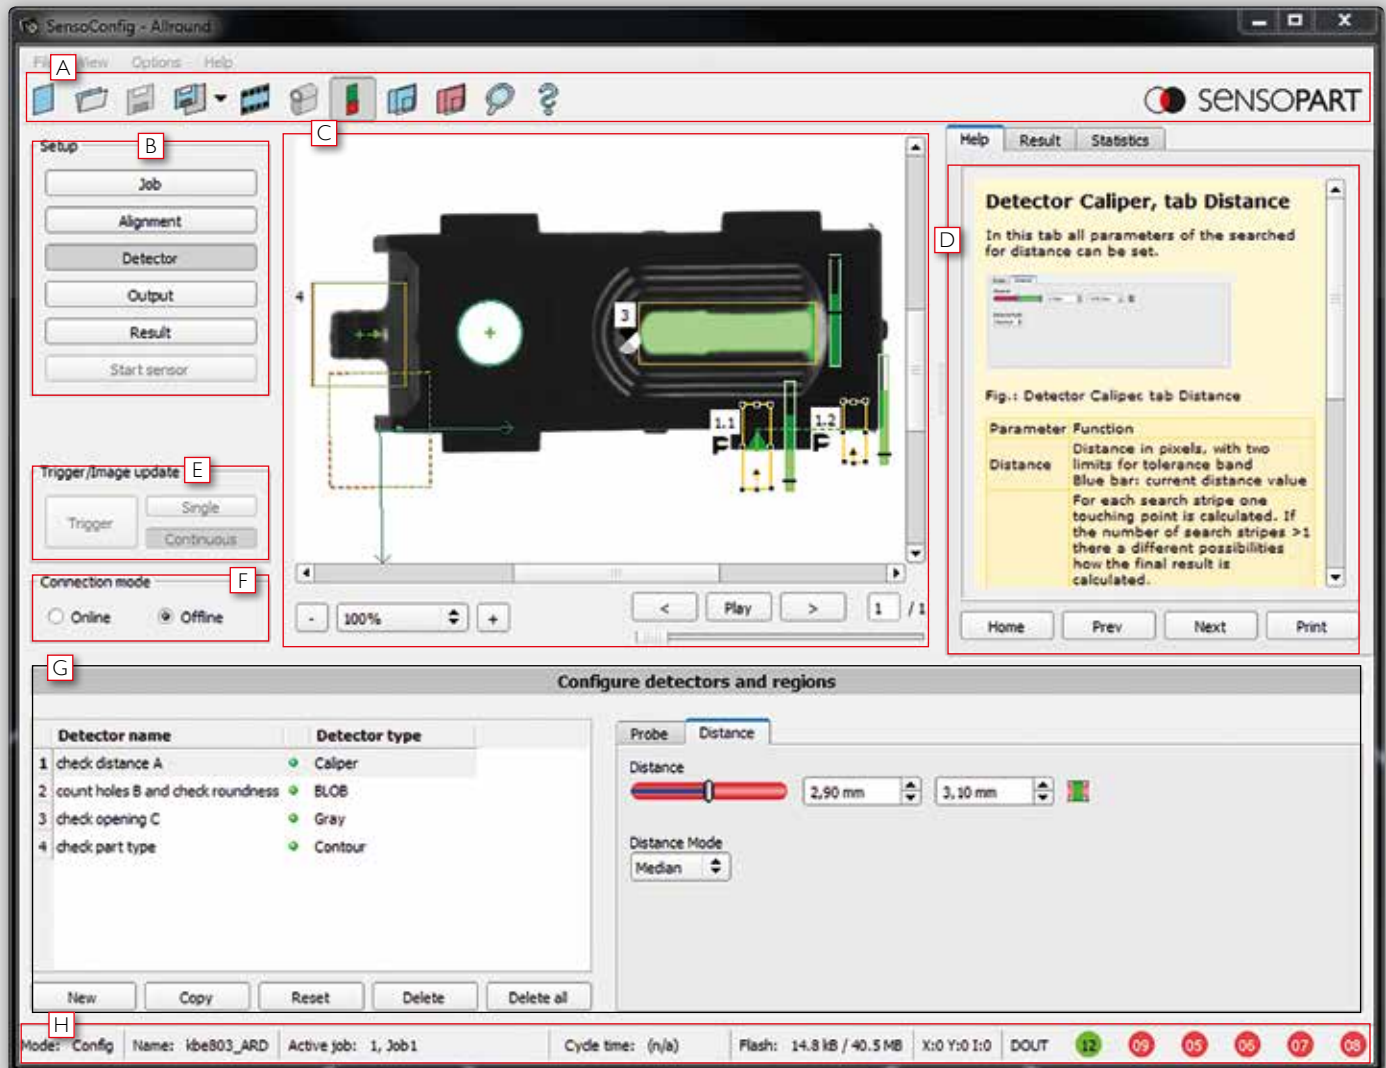 SensoConfig - Allround
View Options Help
A
SENSOPART
Setup
B
Job
Alignment
Detector
Output
Result
Start sensor
Trigger/Image update
E
Trigger
Single
Continuous
Connection mode
F
Online
Offline
C
4
3
1.1
1.2
-
100%
+
<
Play
>
1
/ 1
Help
Result
Statistics
D
Detector Caliper, tab Distance
In this tab all parameters of the searched
for distance can be set.
Fig.: Detector Caliper, tab Distance
Parameter Function
Distance
Distance in pixels, with two
limits for tolerance band
Blue bar: current distance value
For each search stripe one
touching point is calculated. If
the number of search stripes >1
there a different possibilities
how the final result is
calculated.
Home
Prev
Next
Print
G
Configure detectors and regions
Detector name Detector type
1 check distance A Caliper
2 count holes B and check roundness BLOB
3 check opening C Gray
4 check part type Contour
New
Copy
Reset
Delete
Delete all
Probe
Distance
Distance
2,90 mm
3,10 mm
Distance Mode
Median
H
Mode: Config
Name: kbe803_ARD
Active job: 1, Job1
Cycle time: (n/a)
Flash: 14.8 kB / 40.5 MB
X:0 Y:0 I:0
DOUT
12
09
05
06
07
08